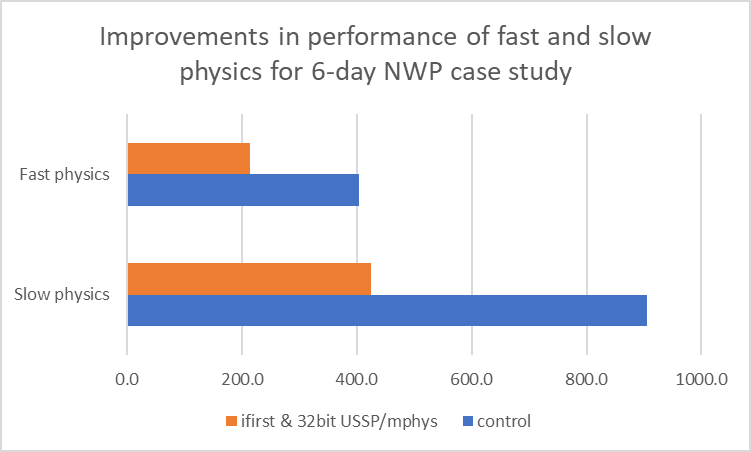 Improvements in performance of fast and slow
physics for 6-day NWP case study
Fast physics
Slow physics
0.0 200.0 400.0 600.0 800.0 1000.0
ifirst & 32bit USSP/mphys control